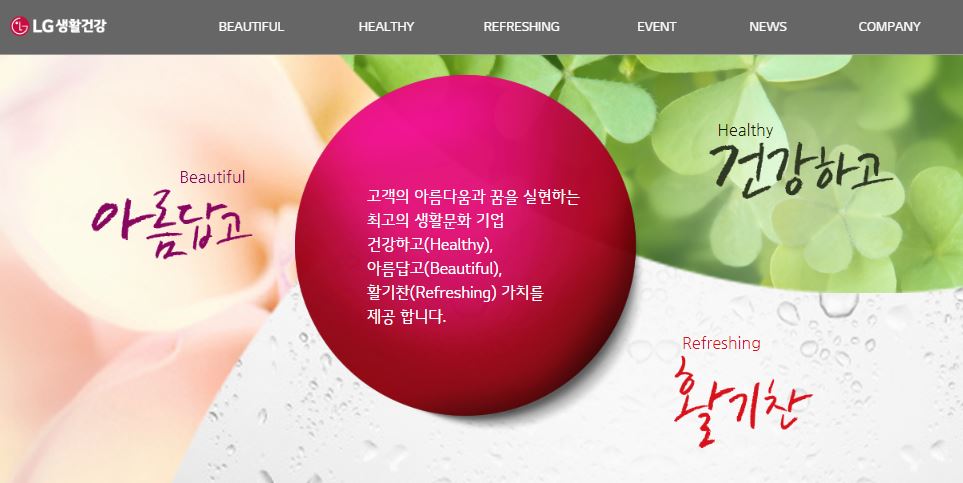 LG생활건강
BEAUTIFUL
HEALTHY
REFRESHING
EVENT
NEWS
COMPANY
Beautiful
아름답고
고객의 아름다움과 꿈을 실현하는
최고의 생활문화 기업
건강하고(Healthy),
아름답고(Beautiful),
활기찬(Refreshing) 가치를
제공 합니다.
Healthy
건강하고
Refreshing
활기찬